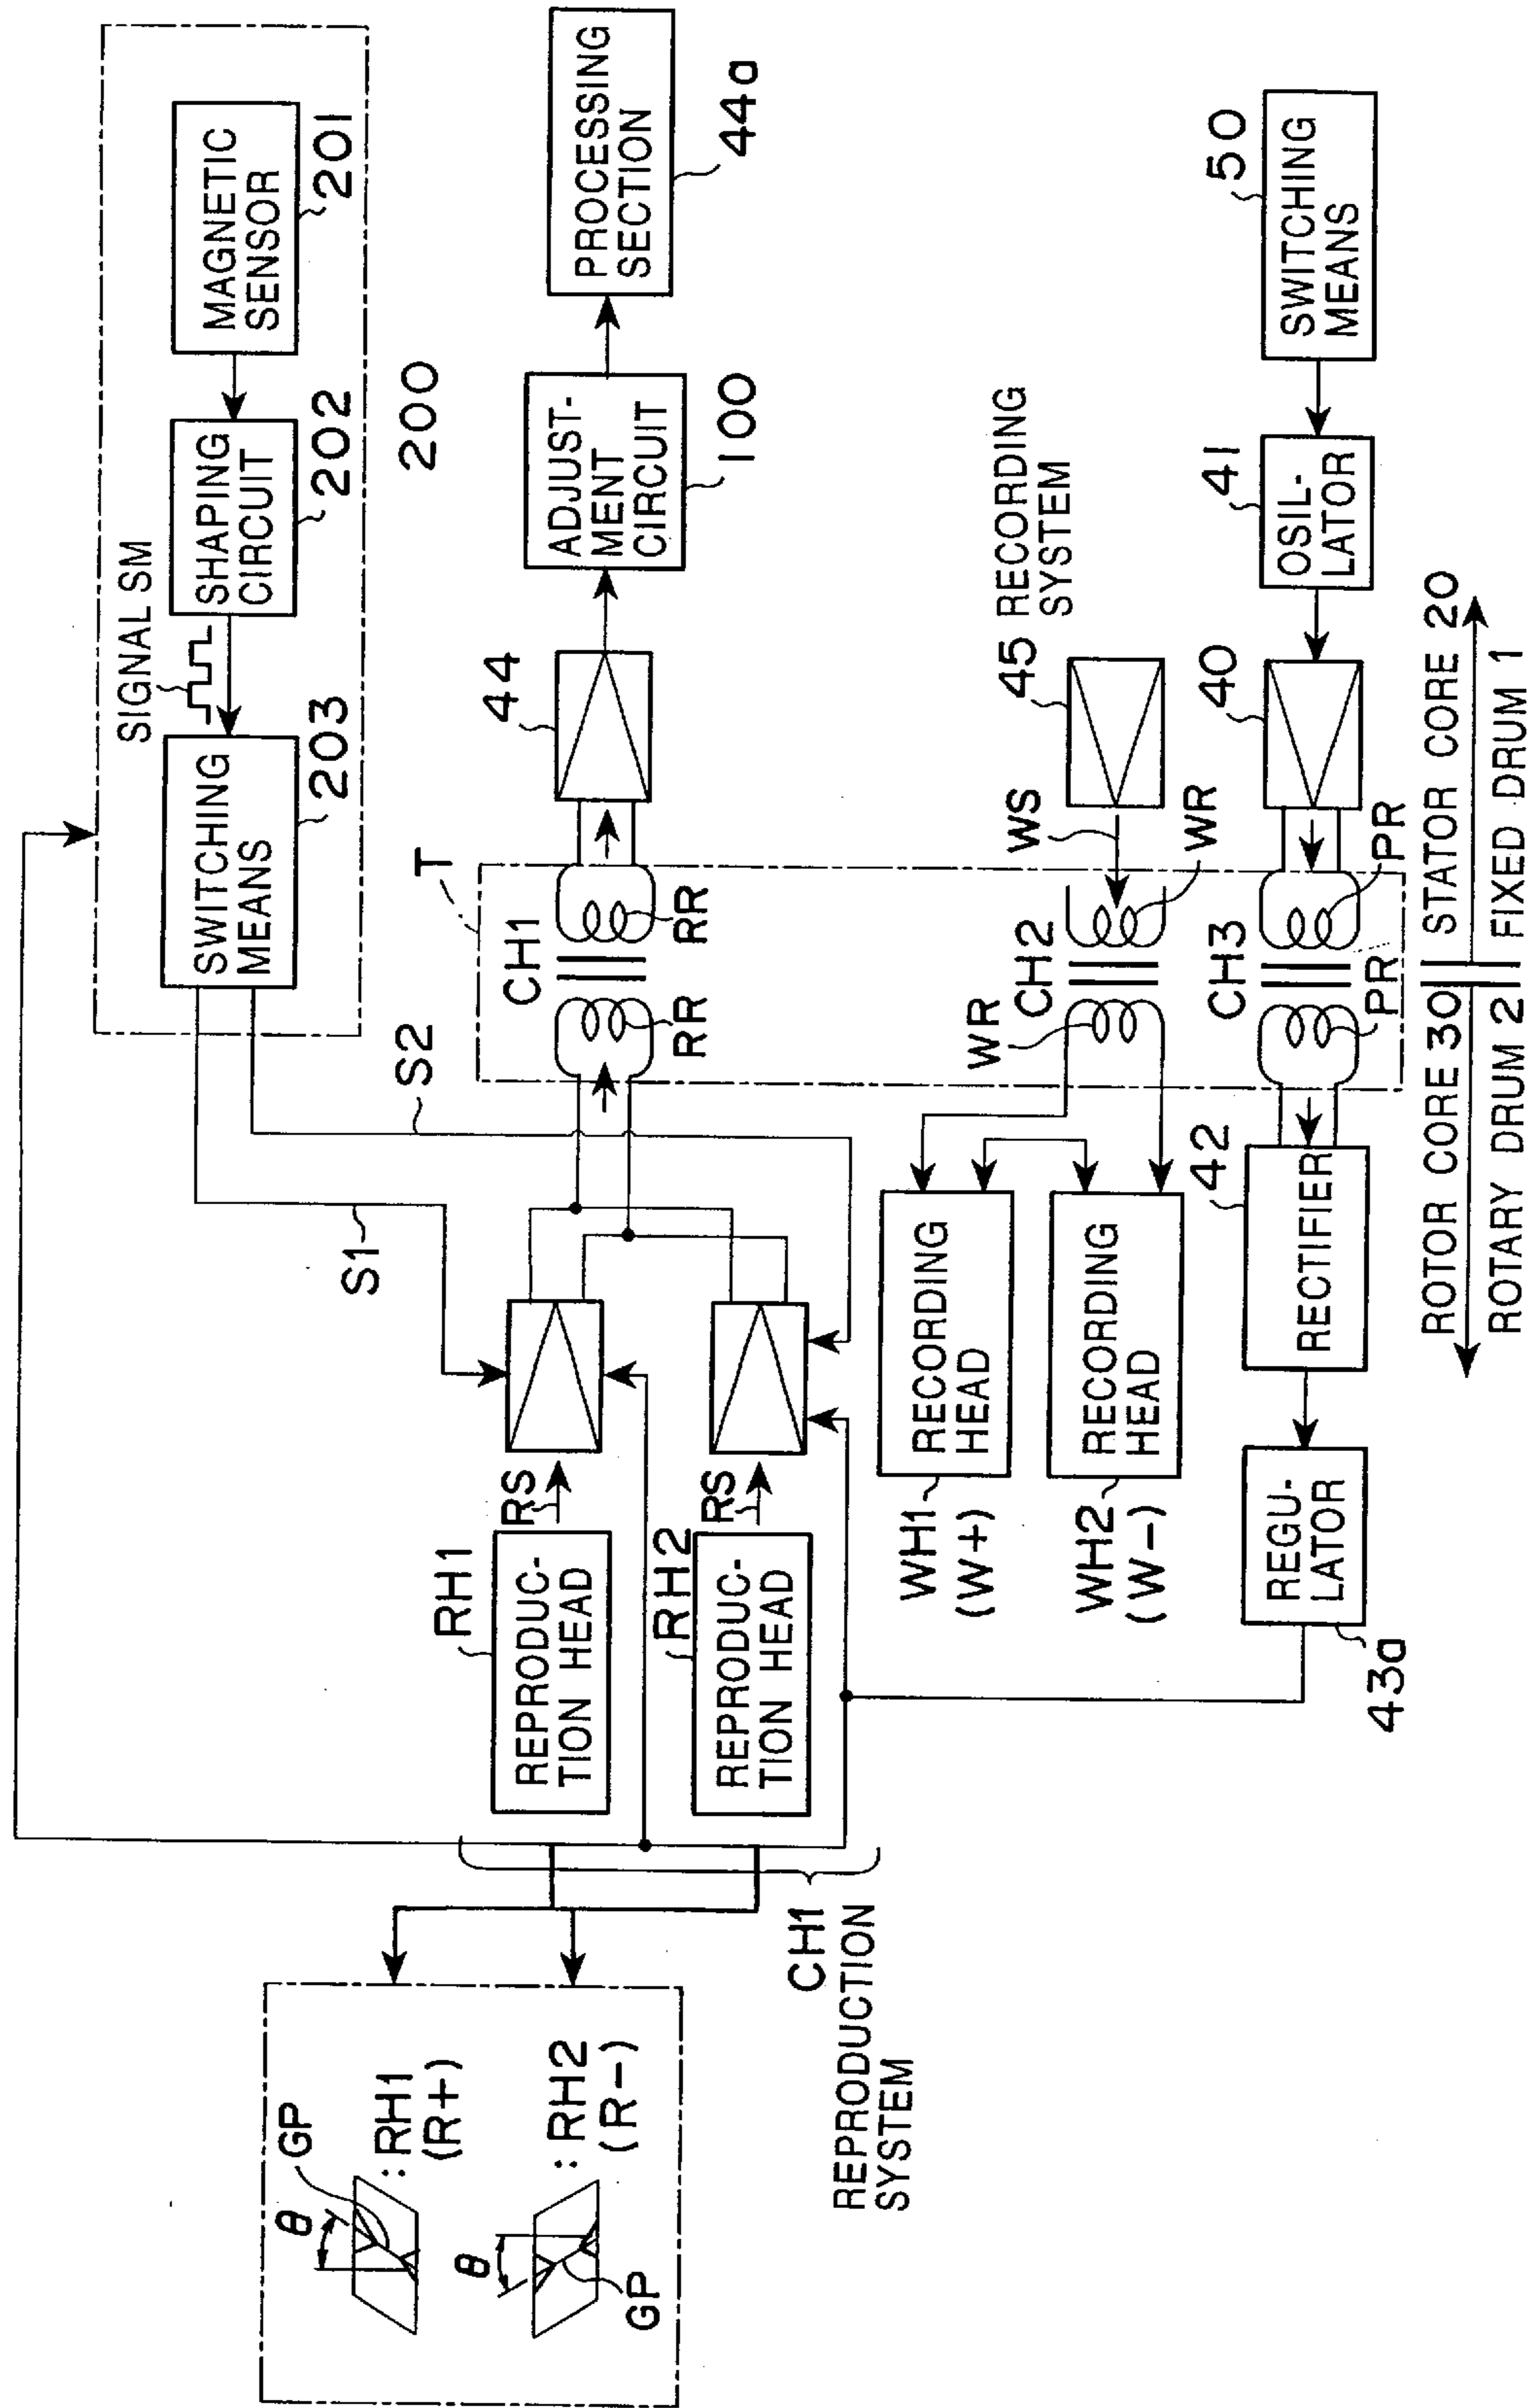 MAGNETIC
SENSOR
201
SHAPING
CIRCUIT
202
SIGNAL SM
SWITCHING
MEANS
203
200
PROCESSING
SECTION
44a
ADJUST-
MENT
CIRCUIT
100
44
T
CH1
RR
RR
S1
S2
RH1
REPRODUC-
TION HEAD
RS
RH2
REPRODUC-
TION HEAD
RS
θ
GP
:RH1
(R+)
θ
GP
:RH2
(R-)
CH1
REPRODUCTION
SYSTEM
45 RECORDING
SYSTEM
WS
WR
CH2
WR
RECORDING
HEAD
WH1
(W+)
RECORDING
HEAD
WH2
(W-)
50
SWITCHING
MEANS
41
OSIL-
LATOR
40
PR
CH3
PR
42
RECTIFIER
REGU-
LATOR
43a
ROTOR CORE 30
STATOR CORE 20
ROTARY DRUM 2
FIXED DRUM 1